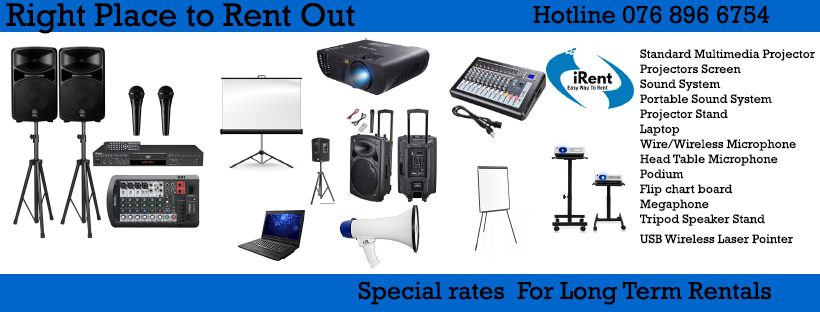 Right Place to Rent Out
Hotline 076 896 6754
iRent
Easy Way To Rent
Standard Multimedia Projector
Projectors Screen
Sound System
Portable Sound System
Projector Stand
Laptop
Wire/Wireless Microphone
Head Table Microphone
Podium
Flip chart board
Megaphone
Tripod Speaker Stand
USB Wireless Laser Pointer
Special rates For Long Term Rentals